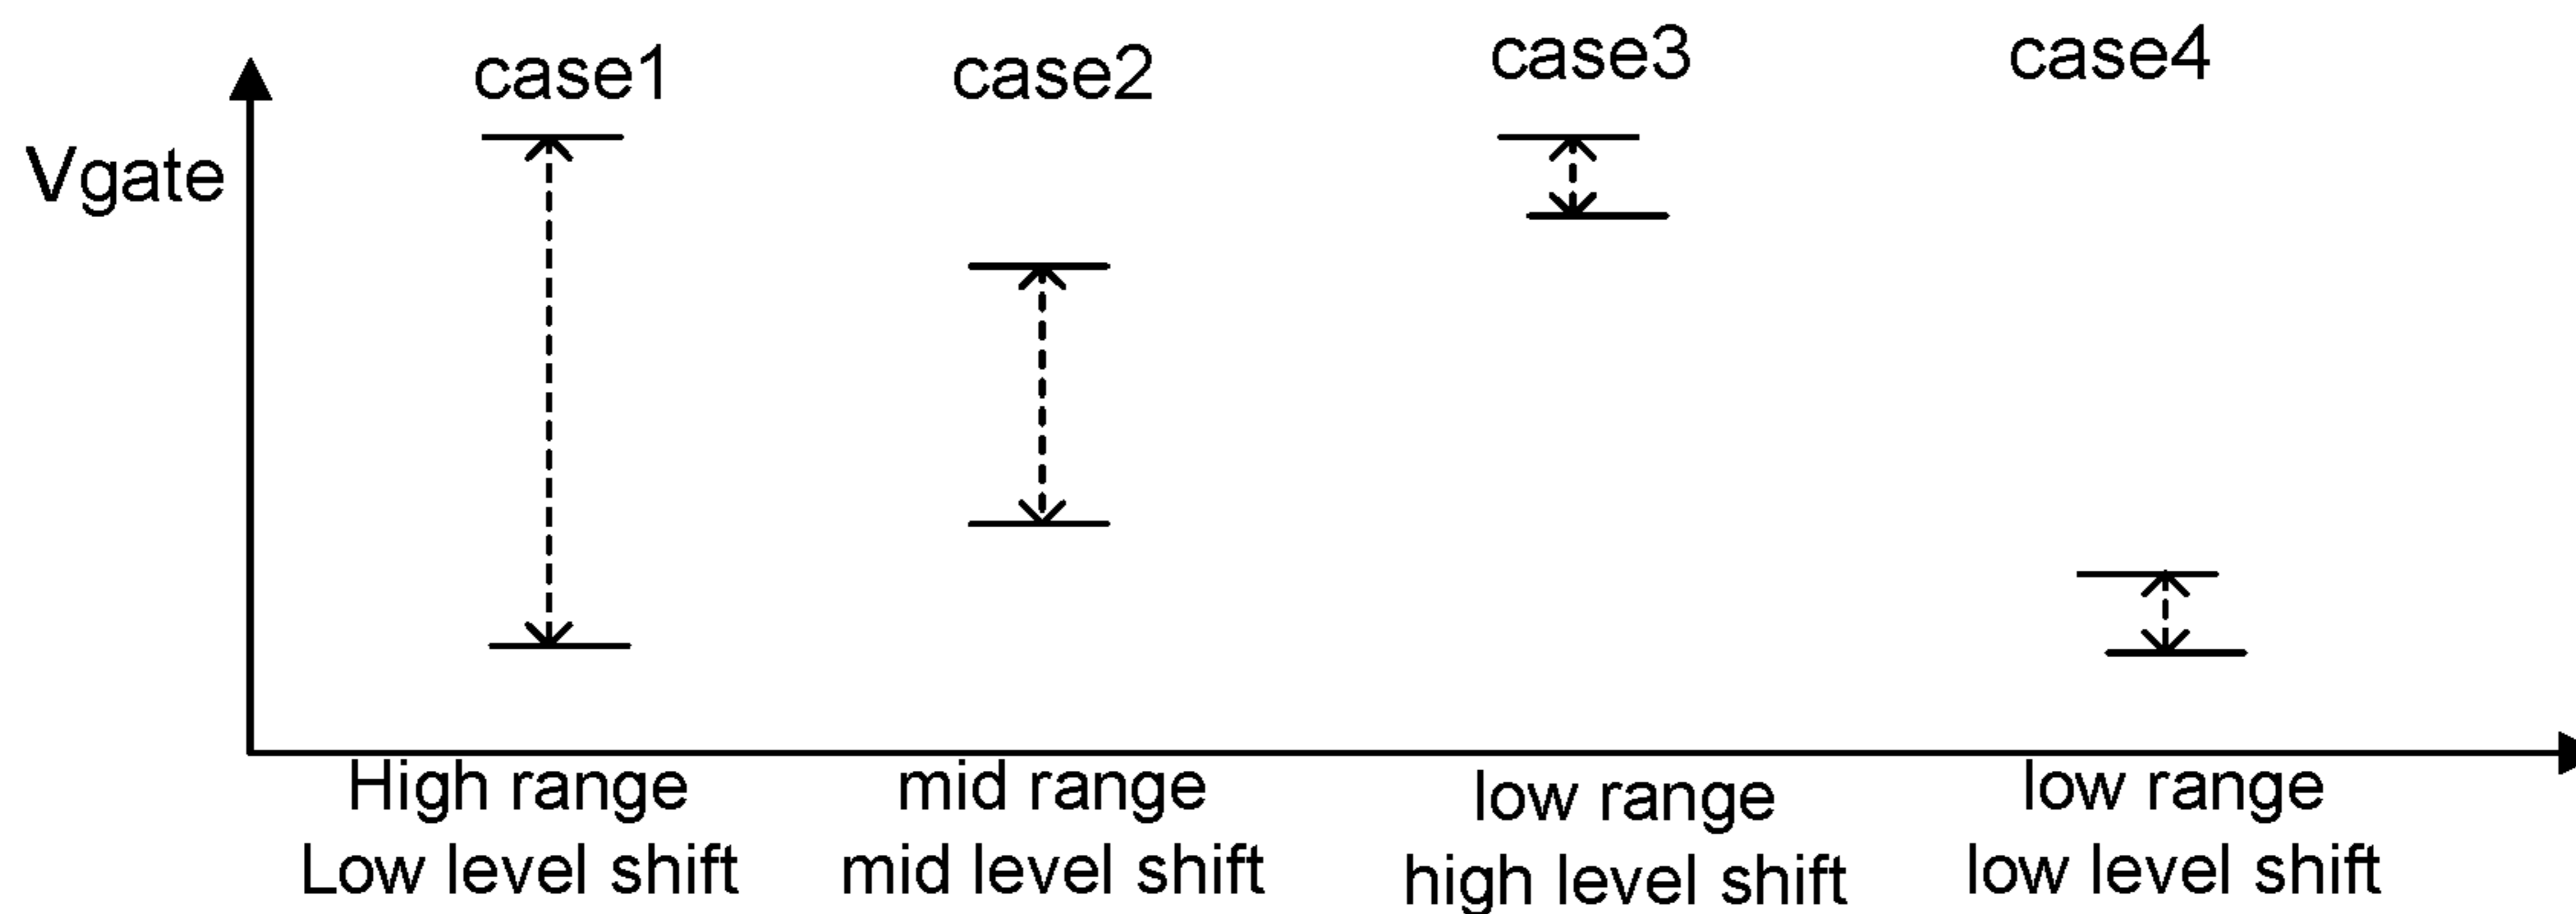 case1
case2
case3
case4
Vgate
High range
Low level shift
mid range
mid level shift
low range
high level shift
low range
low level shift